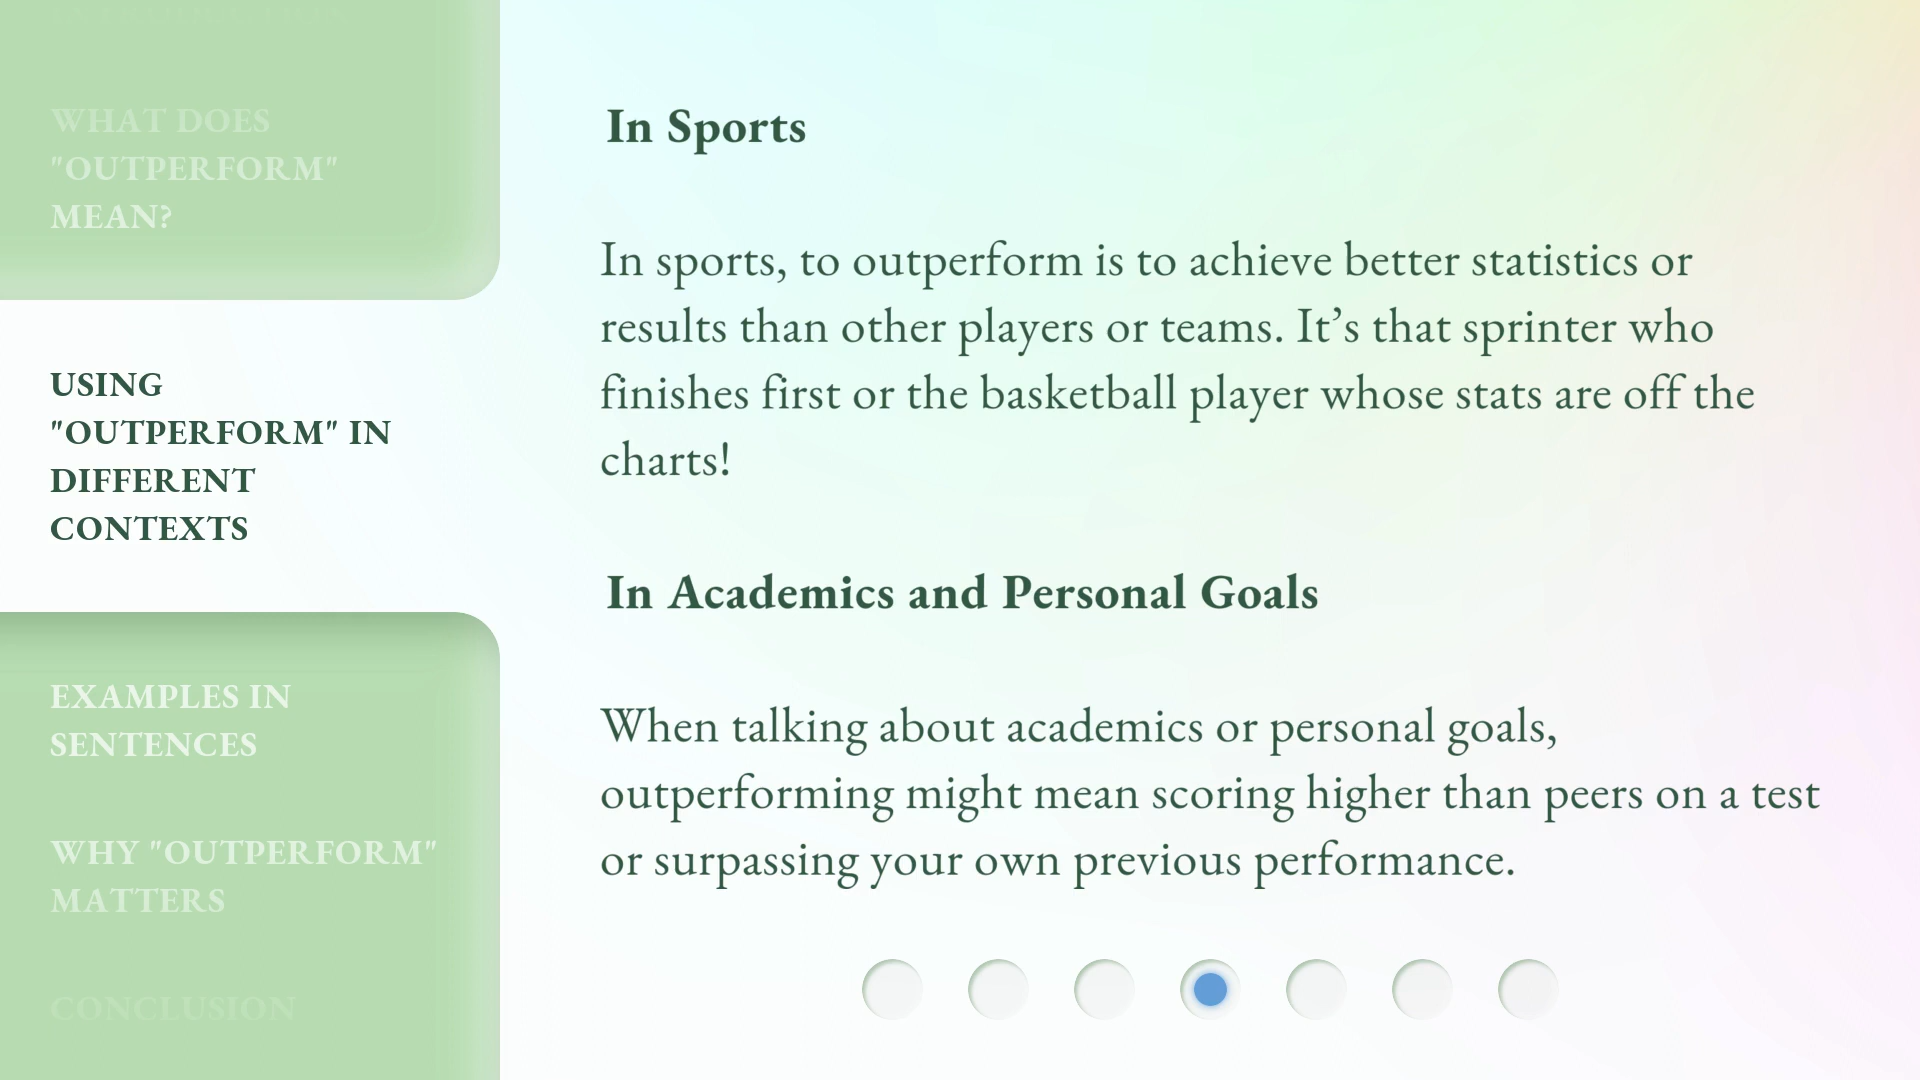 WHAT DOES
"OUTPERFORM"
MEAN?
USING
"OUTPERFORM" IN
DIFFERENT
CONTEXTS
EXAMPLES IN
SENTENCES
WHY "OUTPERFORM"
MATTERS
CONCLUSION
In Sports
In sports, to outperform is to achieve better statistics or
results than other players or teams. It’s that sprinter who
finishes first or the basketball player whose stats are off the
charts!
In Academics and Personal Goals
When talking about academics or personal goals,
outperforming might mean scoring higher than peers on a test
or surpassing your own previous performance.